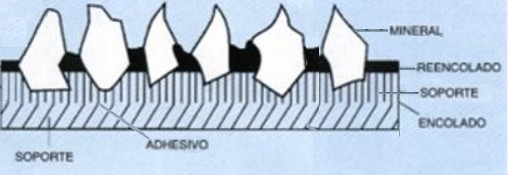 MINERAL
REENCOLADO
SOPORTE
ENCOLADO
ADHESIVO
SOPORTE